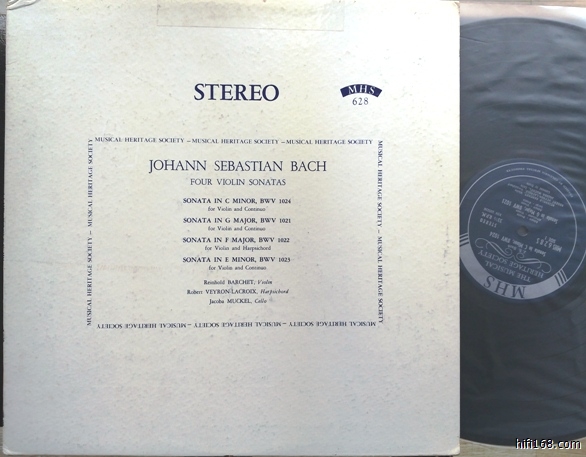 STEREO
MHS
628
MUSICAL HERITAGE SOCIETY – MUSICAL HERITAGE SOCIETY – MUSICAL HERITAGE SOCIETY
MUSICAL HERITAGE SOCIETY – MUSICAL HERITAGE SOCIETY
JOHANN SEBASTIAN BACH
FOUR VIOLIN SONATAS
SONATA IN C MINOR, BWV 1024
for Violin and Continuo
SONATA IN G MAJOR, BWV 1021
for Violin and Continuo
SONATA IN F MAJOR, BWV 1022
for Violin and Harpsichord
SONATA IN E MINOR, BWV 1023
for Violin and Continuo
Reinhold BARCHET, Violin
Robert VEYRON-LACROIX, Harpsichord
Jacoba MUCKEL, Cello
MUSICAL HERITAGE SOCIETY – MUSICAL HERITAGE SOCIETY
MUSICAL HERITAGE SOCIETY – MUSICAL HERITAGE SOCIETY – MUSICAL HERITAGE SOCIETY
MHS
THE MUSICAL
HERITAGE SOCIETY
STEREO
hifi168.com